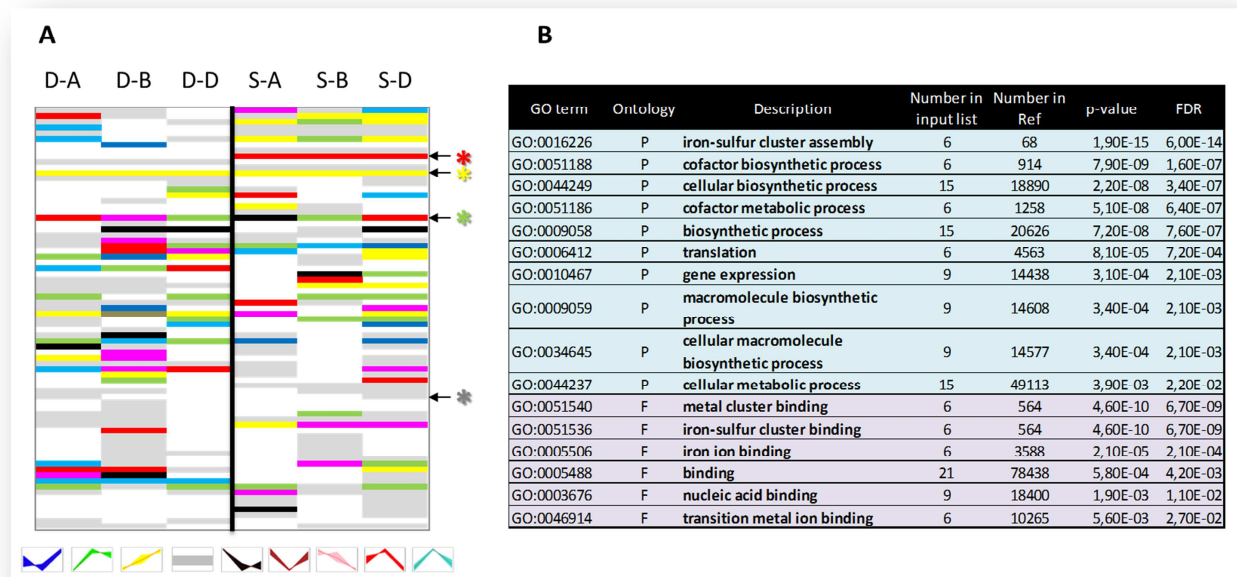 A
B
D-A D-B D-D S-A S-B S-D
*
*
*
*
GO term Ontology Description Number in input list Number in Ref p-value FDR
GO:0016226 P iron-sulfur cluster assembly 6 68 1,90E-15 6,00E-14
GO:0051188 P cofactor biosynthetic process 6 914 7,90E-09 1,60E-07
GO:0044249 P cellular biosynthetic process 15 18890 2,20E-08 3,40E-07
GO:0051186 P cofactor metabolic process 6 1258 5,10E-08 6,40E-07
GO:0009058 P biosynthetic process 15 20626 7,20E-08 7,60E-07
GO:0006412 P translation 6 4563 8,10E-05 7,20E-04
GO:0010467 P gene expression 9 14438 3,10E-04 2,10E-03
GO:0009059 P macromolecule biosynthetic process 9 14608 3,40E-04 2,10E-03
GO:0034645 P cellular macromolecule biosynthetic process 9 14577 3,40E-04 2,10E-03
GO:0044237 P cellular metabolic process 15 49113 3,90E-03 2,20E-02
GO:0051540 F metal cluster binding 6 564 4,60E-10 6,70E-09
GO:0051536 F iron-sulfur cluster binding 6 564 4,60E-10 6,70E-09
GO:0005506 F iron ion binding 6 3588 2,10E-05 2,10E-04
GO:0005488 F binding 21 78438 5,80E-04 4,20E-03
GO:0003676 F nucleic acid binding 9 18400 1,90E-03 1,10E-02
GO:0046914 F transition metal ion binding 6 10265 5,60E-03 2,70E-02